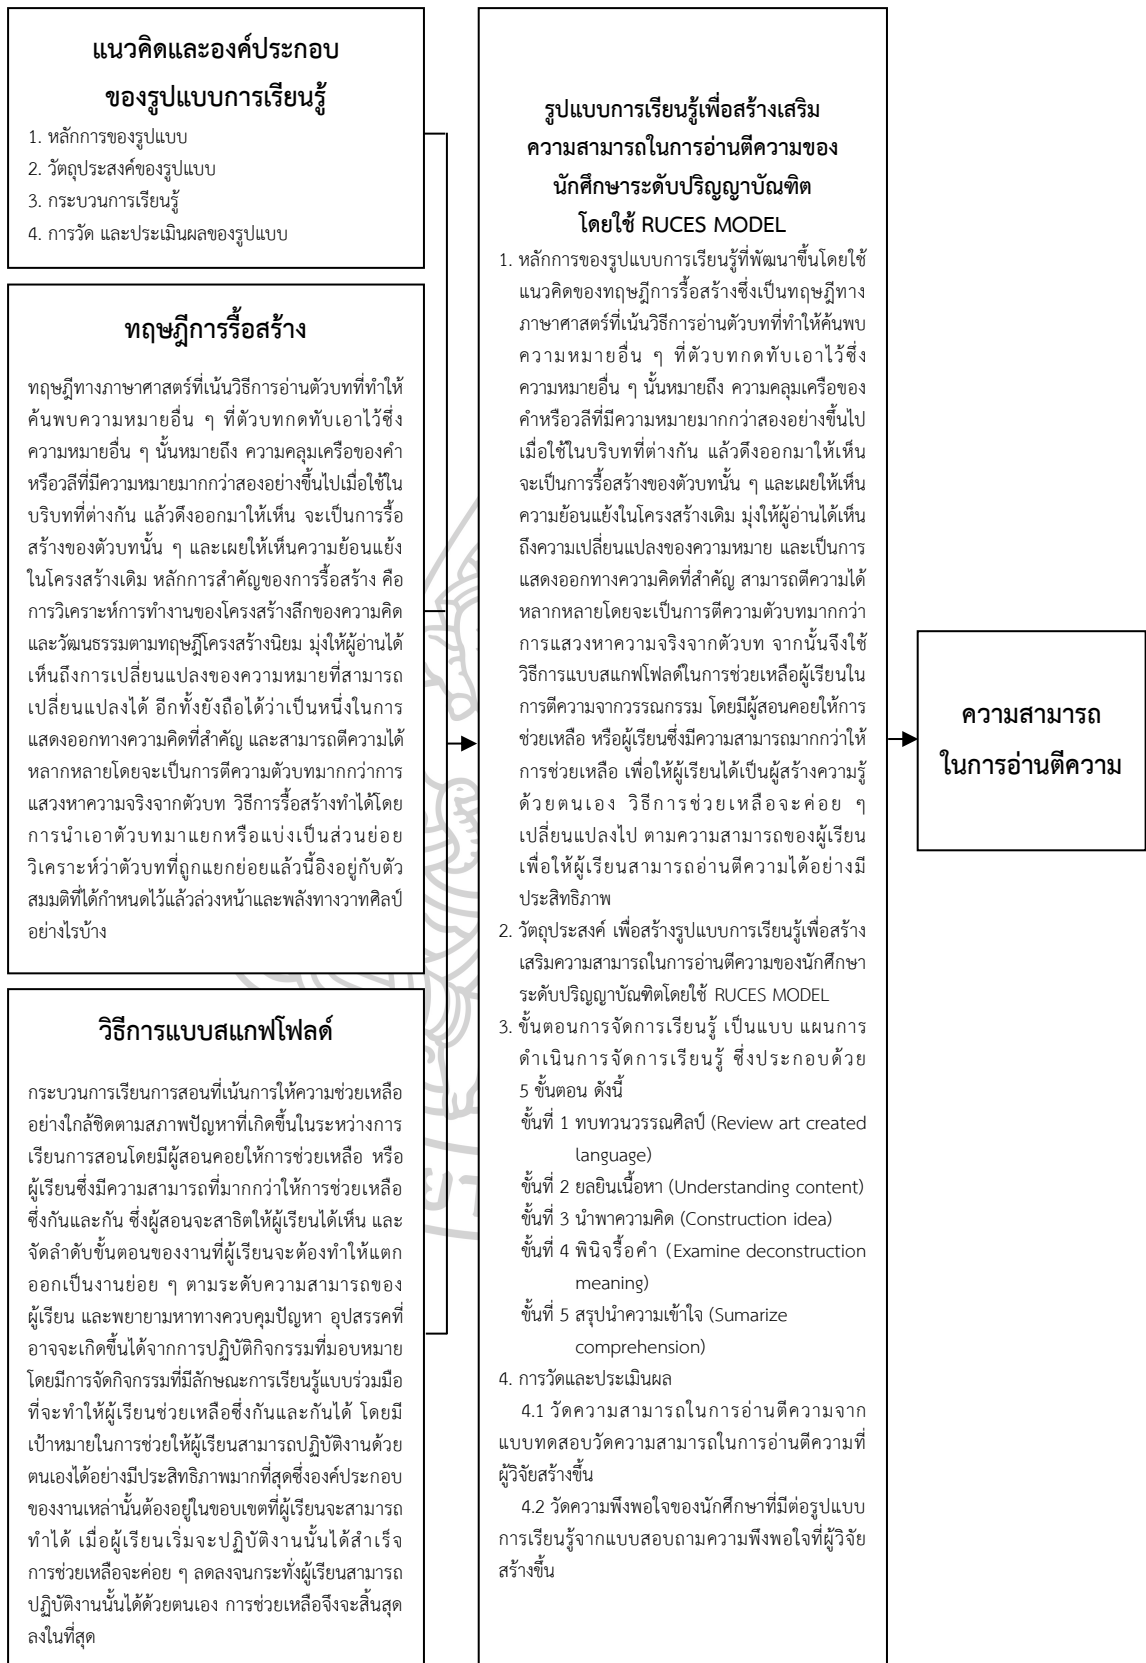 แนวคิดและองค์ประกอบ
ของรูปแบบการเรียนรู้
1. หลักการของรูปแบบ
2. วัตถุประสงค์ของรูปแบบ
3. กระบวนการเรียนรู้
4. การวัด และประเมินผลของรูปแบบ
ทฤษฎีการรื้อสร้าง
ทฤษฎีทางภาษาศาสตร์ที่เน้นวิธีการอ่านตัวบทที่ทำให้
ค้นพบความหมายอื่น ๆ ที่ตัวบทกดทับเอาไว้ซึ่ง
ความหมายอื่น ๆ นั้นหมายถึง ความคลุมเครือของคำ
หรือวลีที่มีความหมายมากกว่าสองอย่างขึ้นไปเมื่อใช้ใน
บริบทที่ต่างกัน แล้วดึงออกมาให้เห็น จะเป็นการรื้อ
สร้างของตัวบทนั้น ๆ และเผยให้เห็นความย้อนแย้ง
ในโครงสร้างเดิม หลักการสำคัญของการรื้อสร้าง คือ
การวิเคราะห์การทำงานของโครงสร้างลึกของความคิด
และวัฒนธรรมตามทฤษฎีโครงสร้างนิยม มุ่งให้ผู้อ่านได้
เห็นถึงการเปลี่ยนแปลงของความหมายที่สามารถ
เปลี่ยนแปลงได้ อีกทั้งยังถือได้ว่าเป็นหนึ่งในการ
แสดงออกทางความคิดที่สำคัญ และสามารถตีความได้
หลากหลายโดยจะเป็นการตีความตัวบทมากกว่าการ
แสวงหาความจริงจากตัวบท วิธีการรื้อสร้างทำได้โดย
การนำเอาตัวบทมาแยกหรือแบ่งเป็นส่วนย่อย
วิเคราะห์ว่าตัวบทที่ถูกแยกย่อยแล้วนี้อิงอยู่กับตัว
สมมติที่ได้กำหนดไว้แล้วล่วงหน้าและพลังทางวาทศิลป์
อย่างไรบ้าง
วิธีการแบบสแกฟโฟลด์
กระบวนการเรียนการสอนที่เน้นการให้ความช่วยเหลือ
อย่างใกล้ชิดตามสภาพปัญหาที่เกิดขึ้นในระหว่างการ
เรียนการสอนโดยมีผู้สอนคอยให้การช่วยเหลือ หรือ
ผู้เรียนซึ่งมีความสามารถที่มากกว่าให้การช่วยเหลือ
ซึ่งกันและกัน ซึ่งผู้สอนจะสาธิตให้ผู้เรียนได้เห็น และ
จัดลำดับขั้นตอนของงานที่ผู้เรียนจะต้องทำให้แตก
ออกเป็นงานย่อย ๆ ตามระดับความสามารถของ
ผู้เรียน และพยายามหาทางควบคุมปัญหา อุปสรรคที่
อาจจะเกิดขึ้นได้จากการปฏิบัติกิจกรรมที่มอบหมาย
โดยมีการจัดกิจกรรมที่มีลักษณะการเรียนรู้แบบร่วมมือ
ที่จะทำให้ผู้เรียนช่วยเหลือซึ่งกันและกันได้ โดยมี
เป้าหมายในการช่วยให้ผู้เรียนสามารถปฏิบัติงานด้วย
ตนเองได้อย่างมีประสิทธิภาพมากที่สุดซึ่งองค์ประกอบ
ของงานเหล่านั้นต้องอยู่ในขอบเขตที่ผู้เรียนจะสามารถ
ทำได้ เมื่อผู้เรียนเริ่มจะปฏิบัติงานนั้นได้สำเร็จ
การช่วยเหลือจะค่อย ๆ ลดลงจนกระทั่งผู้เรียนสามารถ
ปฏิบัติงานนั้นได้ด้วยตนเอง การช่วยเหลือจึงจะสิ้นสุด
ลงในที่สุด
รูปแบบการเรียนรู้เพื่อสร้างเสริม
ความสามารถในการอ่านตีความของ
นักศึกษาระดับปริญญาบัณฑิต
โดยใช้ RUCES MODEL
1. หลักการของรูปแบบการเรียนรู้ที่พัฒนาขึ้นโดยใช้
แนวคิดของทฤษฎีการรื้อสร้างซึ่งเป็นทฤษฎีทาง
ภาษาศาสตร์ที่เน้นวิธีการอ่านตัวบทที่ทำให้ค้นพบ
ความหมายอื่น ๆ ที่ตัวบทกดทับเอาไว้ซึ่ง
ความหมายอื่น ๆ นั้นหมายถึง ความคลุมเครือของ
คำหรือวลีที่มีความหมายมากกว่าสองอย่างขึ้นไป
เมื่อใช้ในบริบทที่ต่างกัน แล้วดึงออกมาให้เห็น
จะเป็นการรื้อสร้างของตัวบทนั้น ๆ และเผยให้เห็น
ความย้อนแย้งในโครงสร้างเดิม มุ่งให้ผู้อ่านได้เห็น
ถึงความเปลี่ยนแปลงของความหมาย และเป็นการ
แสดงออกทางความคิดที่สำคัญ สามารถตีความได้
หลากหลายโดยจะเป็นการตีความตัวบทมากกว่า
การแสวงหาความจริงจากตัวบท จากนั้นจึงใช้
วิธีการแบบสแกฟโฟลด์ในการช่วยเหลือผู้เรียนใน
การตีความจากวรรณกรรม โดยมีผู้สอนคอยให้การ
ช่วยเหลือ หรือผู้เรียนซึ่งมีความสามารถมากกว่าให้
การช่วยเหลือ เพื่อให้ผู้เรียนได้เป็นผู้สร้างความรู้
ด้วยตนเอง วิธีการช่วยเหลือจะค่อย ๆ
เปลี่ยนแปลงไป ตามความสามารถของผู้เรียน
เพื่อให้ผู้เรียนสามารถอ่านตีความได้อย่างมี
ประสิทธิภาพ
2. วัตถุประสงค์ เพื่อสร้างรูปแบบการเรียนรู้เพื่อสร้าง
เสริมความสามารถในการอ่านตีความของนักศึกษา
ระดับปริญญาบัณฑิตโดยใช้ RUCES MODEL
3. ขั้นตอนการจัดการเรียนรู้ เป็นแบบ แผนการ
ดำเนินการจัดการเรียนรู้ ซึ่งประกอบด้วย
5 ขั้นตอน ดังนี้
ขั้นที่ 1 ทบทวนวรรณศิลป์ (Review art created
language)
ขั้นที่ 2 ยลยินเนื้อหา (Understanding content)
ขั้นที่ 3 นำพาความคิด (Construction idea)
ขั้นที่ 4 พินิจรื้อคำ (Examine deconstruction
meaning)
ขั้นที่ 5 สรุปนำความเข้าใจ (Sumarize
comprehension)
4. การวัดและประเมินผล
4.1 วัดความสามารถในการอ่านตีความจาก
แบบทดสอบวัดความสามารถในการอ่านตีความที่
ผู้วิจัยสร้างขึ้น
4.2 วัดความพึงพอใจของนักศึกษาที่มีต่อรูปแบบ
การเรียนรู้จากแบบสอบถามความพึงพอใจที่ผู้วิจัย
สร้างขึ้น
ความสามารถ
ในการอ่านตีความ